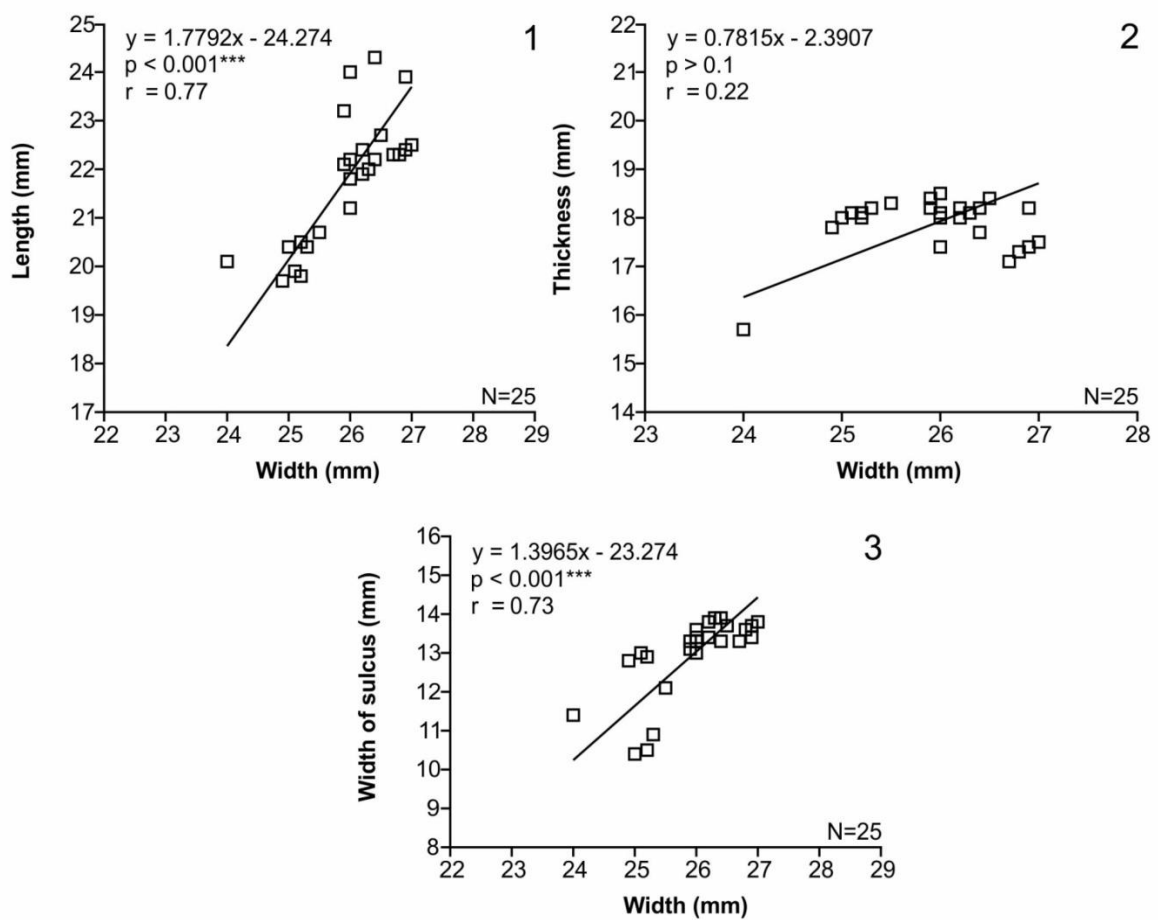 1
y = 1.7792x - 24.274
p < 0.001***
r = 0.77
Length (mm)
25
24
23
22
21
20
19
18
17
N=25
22 23 24 25 26 27 28 29
Width (mm)
2
y = 0.7815x - 2.3907
p > 0.1
r = 0.22
Thickness (mm)
22
21
20
19
18
17
16
15
14
N=25
23 24 25 26 27 28
Width (mm)
3
y = 1.3965x - 23.274
p < 0.001***
r = 0.73
Width of sulcus (mm)
16
15
14
13
12
11
10
9
8
N=25
22 23 24 25 26 27 28 29
Width (mm)